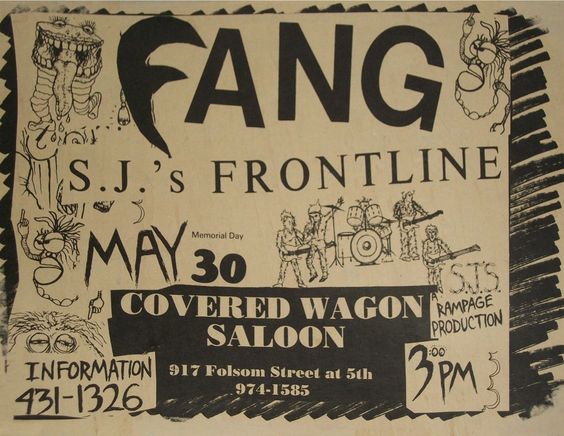 FANG
S.J.'s FRONTLINE
MAY
Memorial Day
30
COVERED WAGON
SALOON
917 Folsom Street at 5th
974-1585
A
S.J.'S
RAMPAGE
PRODUCTION
INFORMATION
431-1326
3:00
PM